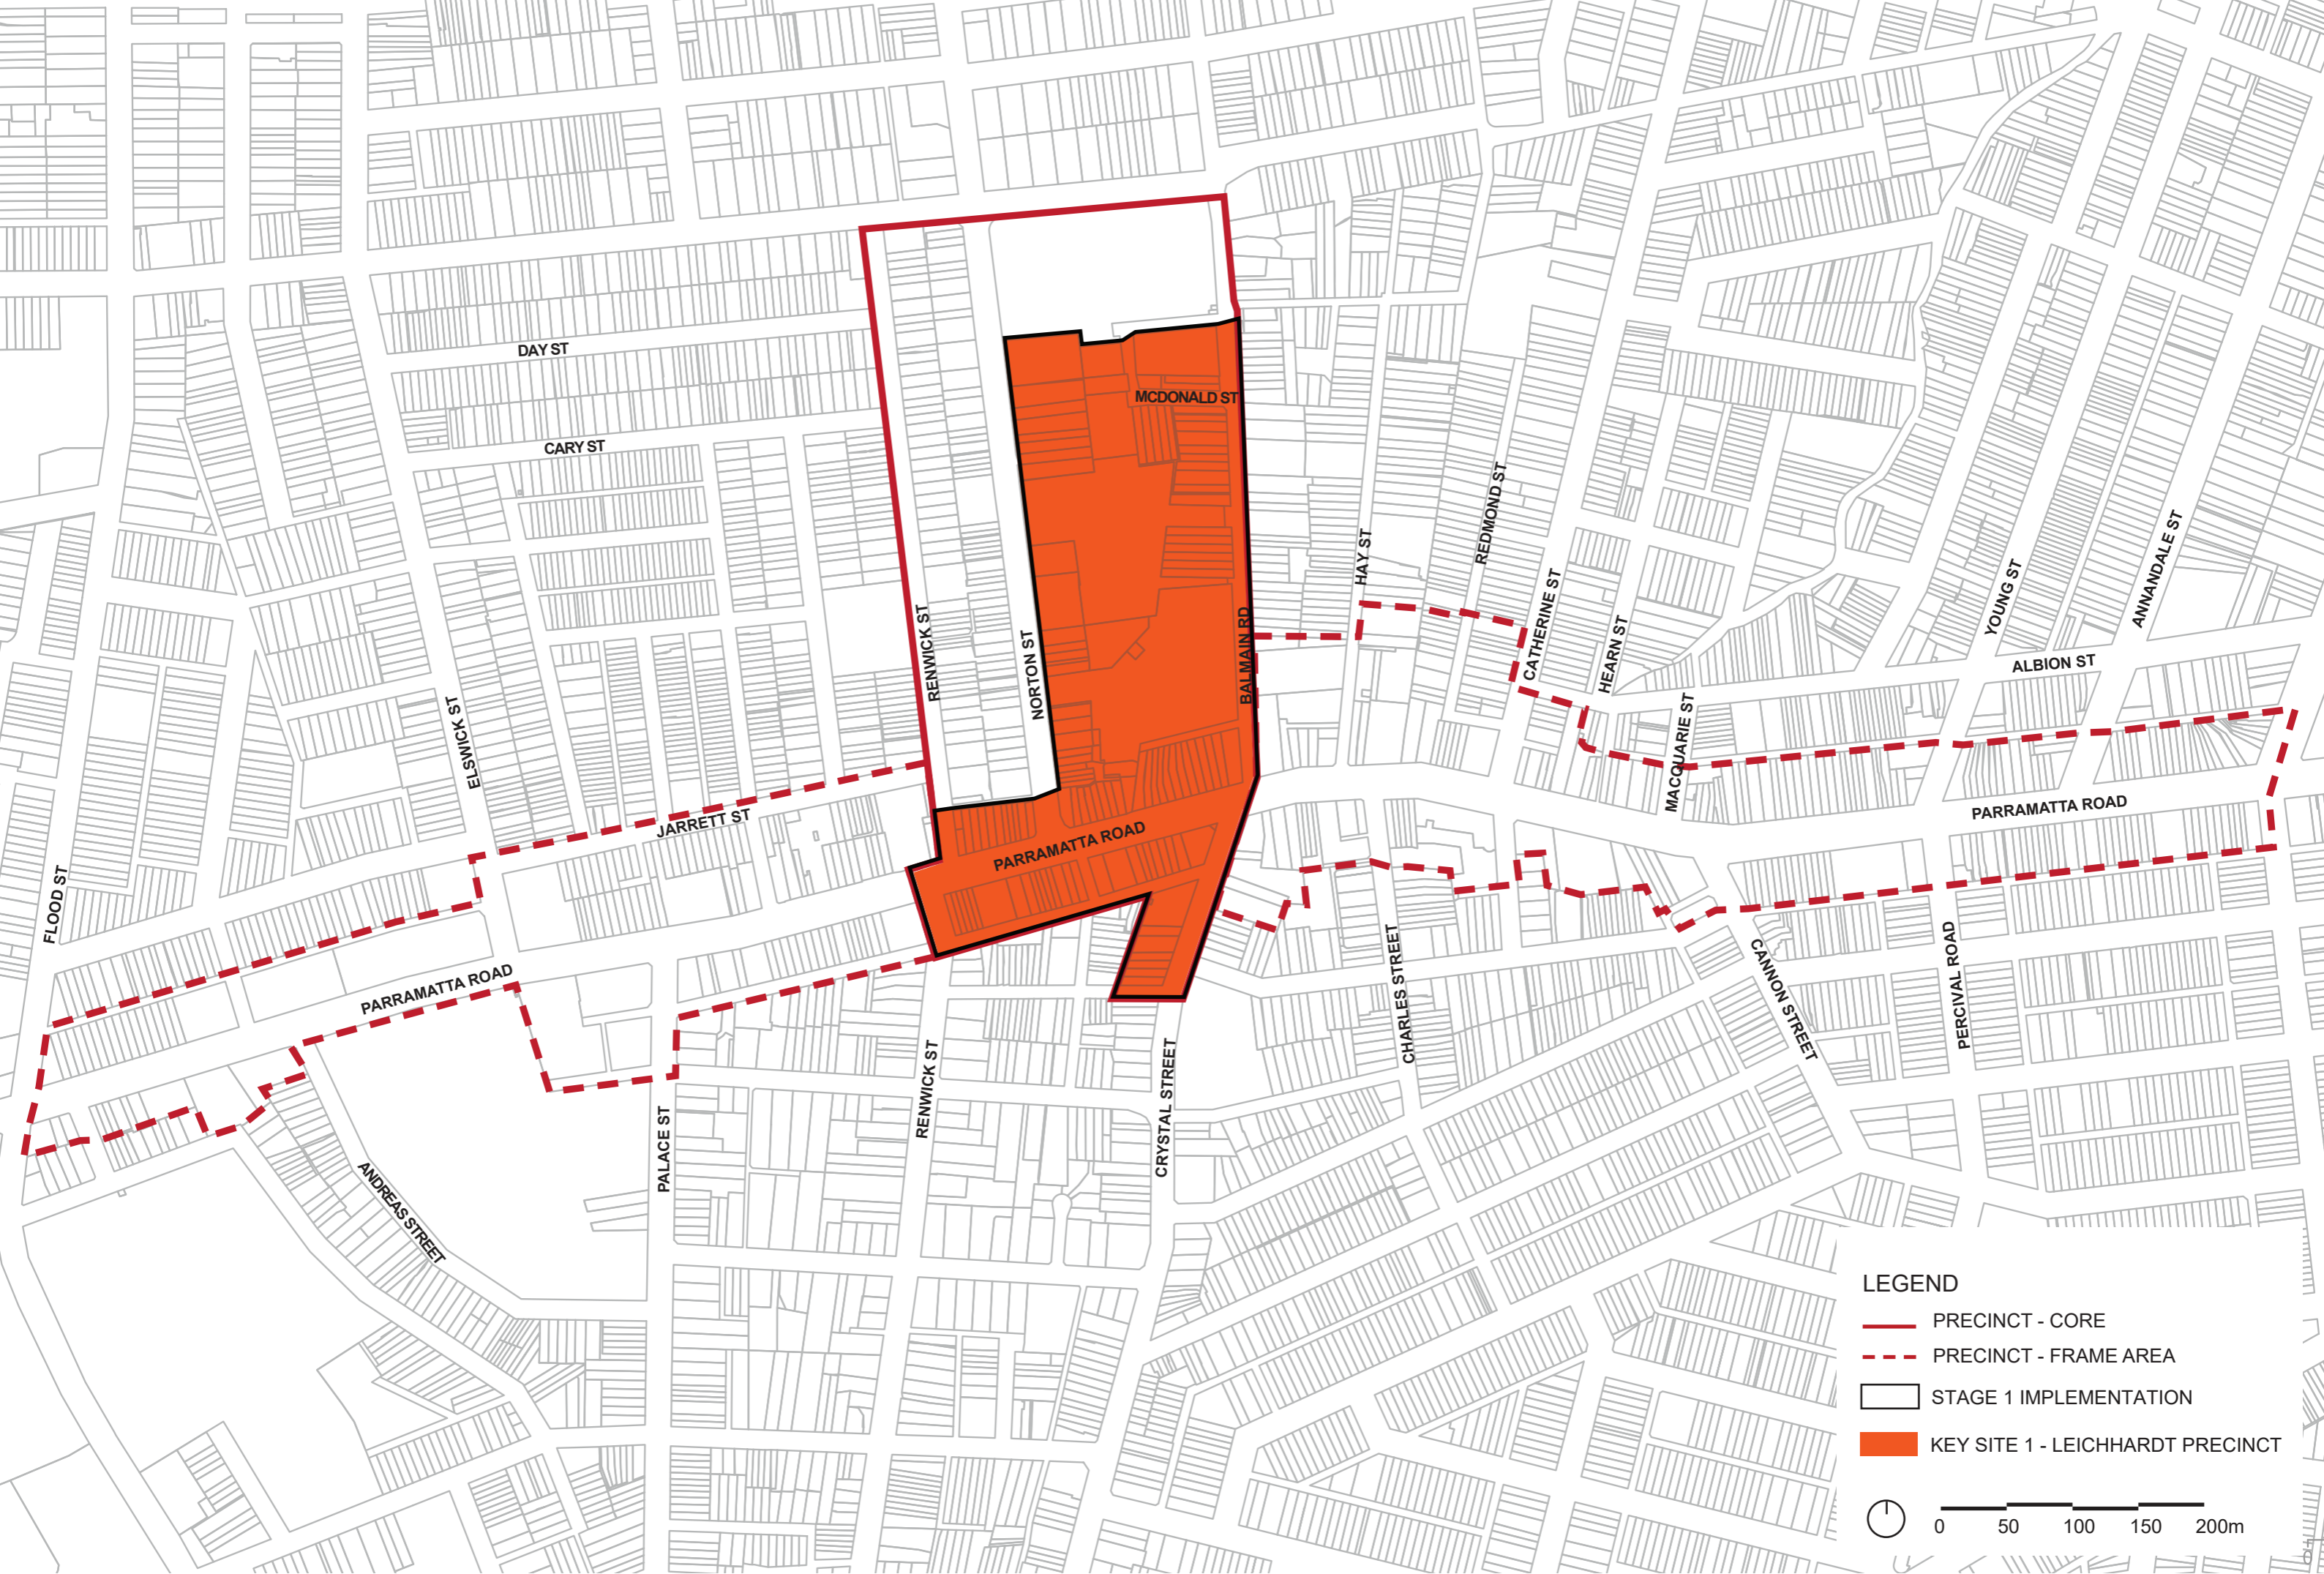 DAY ST
MCDONALD ST
CARY ST
REDMOND ST
HAY ST
ANNANDALE ST
YOUNG ST
CATHERINE ST
RENWICK ST
NORTON ST
BALMAIN RD
HEARN ST
ALBION ST
ELSWICK ST
MACQUARIE ST
JARRETT ST
PARRAMATTA ROAD
PARRAMATTA ROAD
FLOOD ST
PARRAMATTA ROAD
CHARLES STREET
CANNON STREET
PERCIVAL ROAD
RENWICK ST
CRYSTAL STREET
PALACE ST
ANDREAS STREET
LEGEND
PRECINCT - CORE
PRECINCT - FRAME AREA
STAGE 1 IMPLEMENTATION
KEY SITE 1 - LEICHHARDT PRECINCT
0 50 100 150 200m